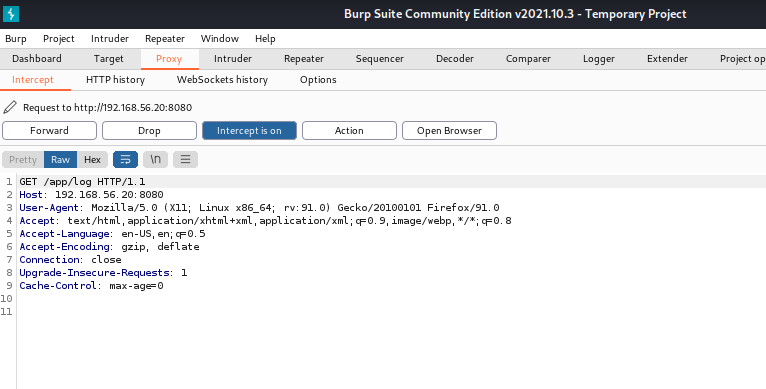 Burp Suite Community Edition v2021.10.3 - Temporary Project
Burp Project Intruder Repeater Window Help
Dashboard Target Proxy Intruder Repeater Sequencer Decoder Comparer Logger Extender Project op
Intercept HTTP history WebSockets history Options
Request to http://192.168.56.20:8080
Forward Drop Intercept is on Action Open Browser
Pretty Raw Hex \n
1 GET /app/log HTTP/1.1
2 Host: 192.168.56.20:8080
3 User-Agent: Mozilla/5.0 (X11; Linux x86_64; rv:91.0) Gecko/20100101 Firefox/91.0
4 Accept: text/html,application/xhtml+xml,application/xml;q=0.9,image/webp,*/*;q=0.8
5 Accept-Language: en-US,en;q=0.5
6 Accept-Encoding: gzip, deflate
7 Connection: close
8 Upgrade-Insecure-Requests: 1
9 Cache-Control: max-age=0
10
11